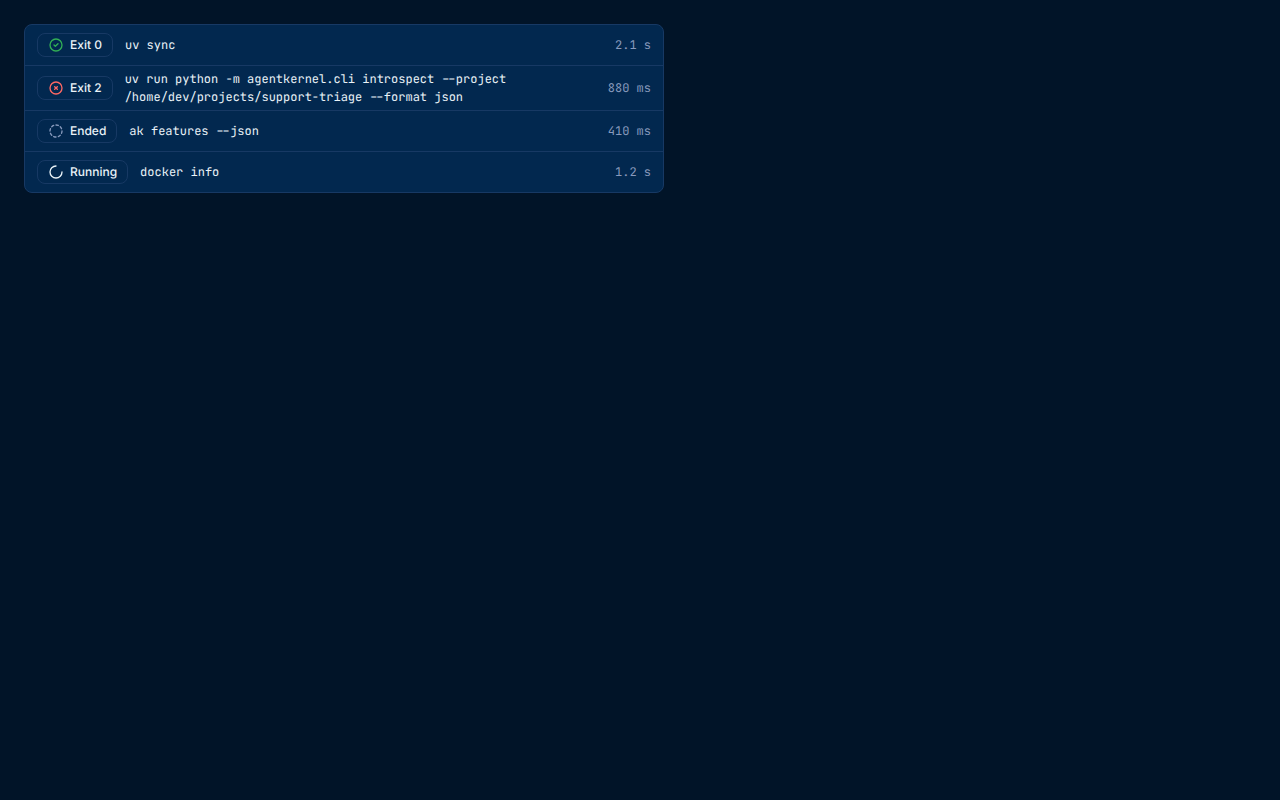 Exit 0 uv sync 2.1 s
Exit 2 uv run python -m agentkernel.cli introspect --project 880 ms
/home/dev/projects/support-triage --format json
Ended ak features --json 410 ms
Running docker info 1.2 s